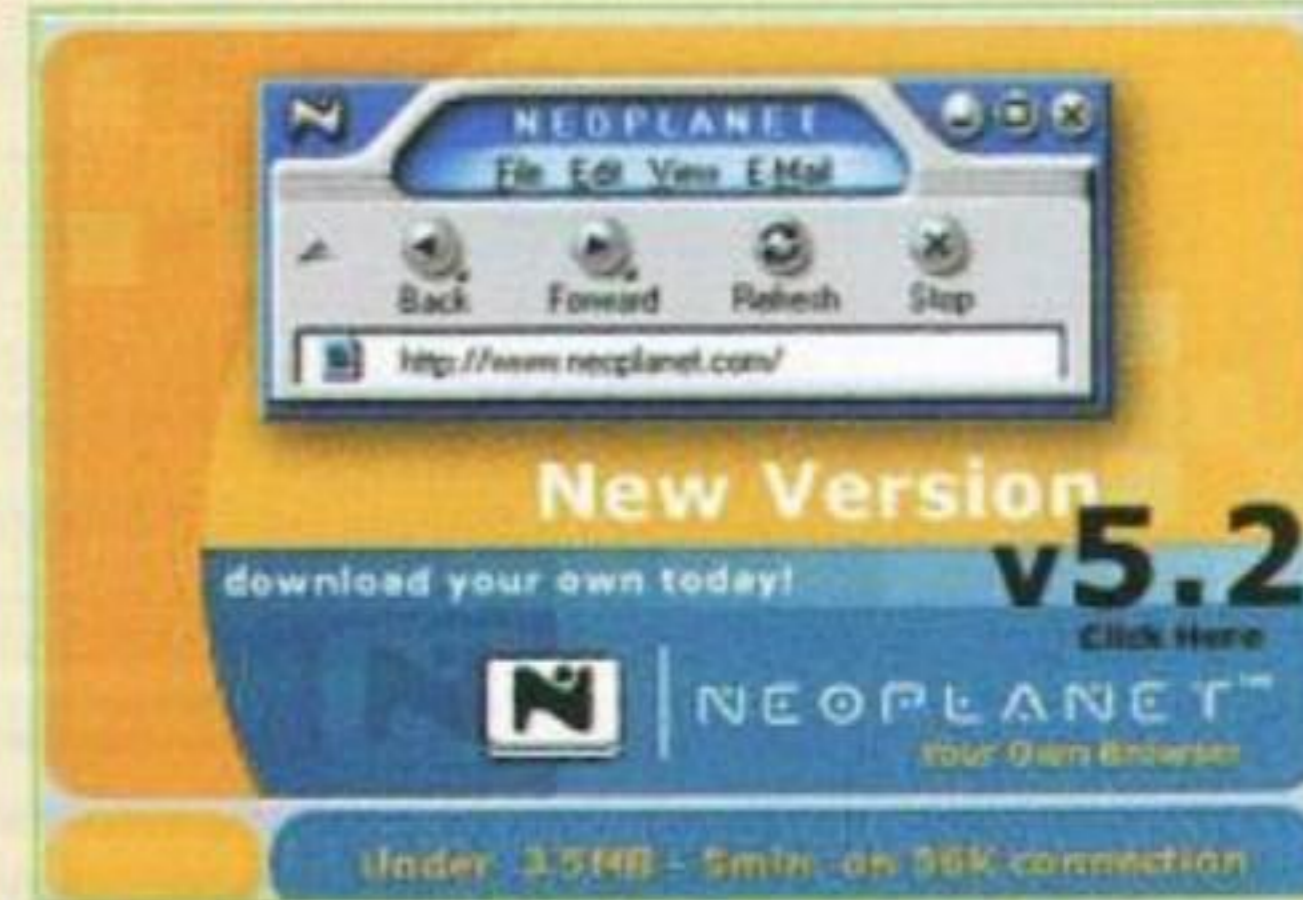 NEOPLANET
File Edit View E-Mail
Back Forward Refresh Stop
http://www.neoplanet.com/
New Version
v5.2
download your own today!
Click Here
N | NEOPLANET™
Your Own Browser
Under 3.5MB - 5min on 56K connection